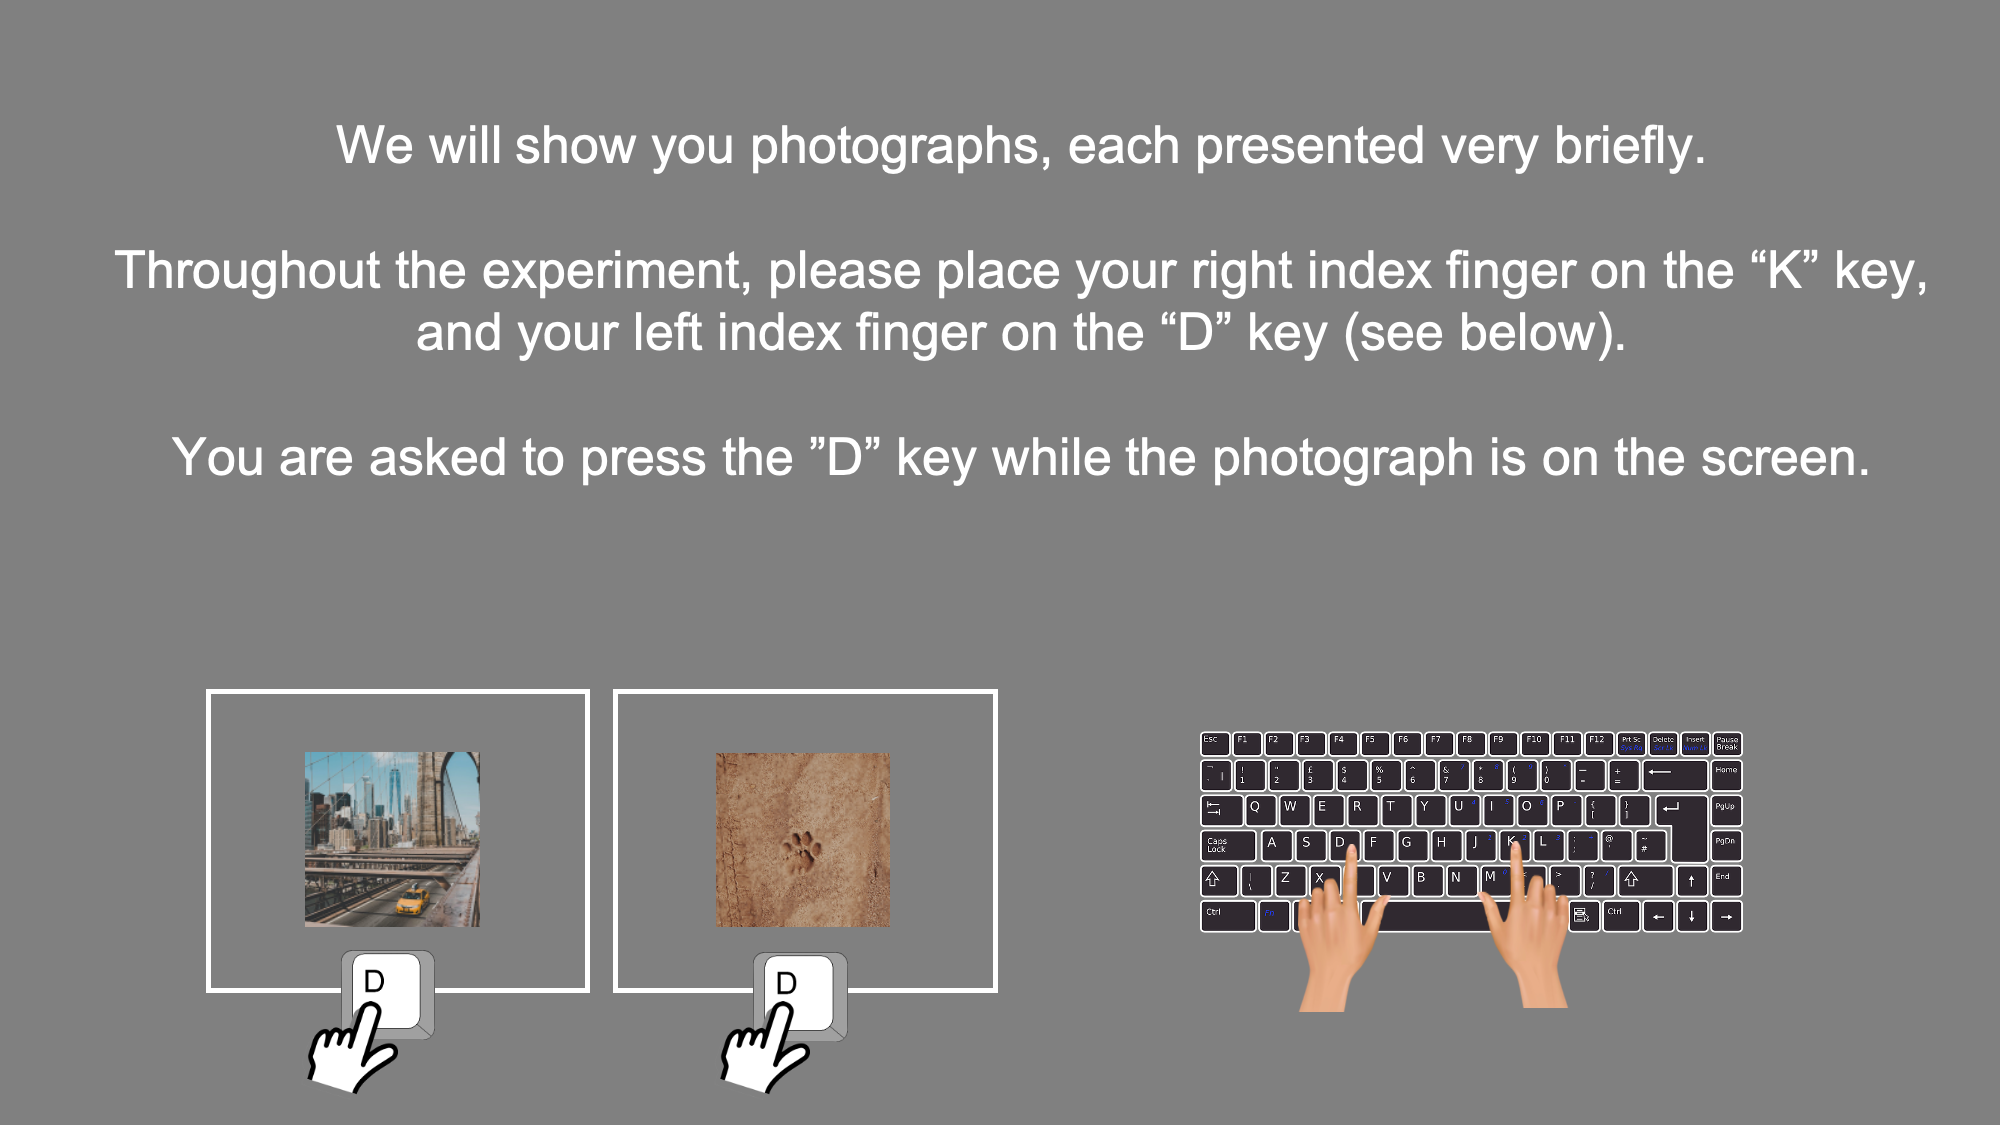 We will show you photographs, each presented very briefly.
Throughout the experiment, please place your right index finger on the “K” key,
and your left index finger on the “D” key (see below).
You are asked to press the ”D” key while the photograph is on the screen.
D
D
Esc F1 F2 F3 F4 F5 F6 F7 F8 F9 F10 F11 F12 Prt Sc Delete Insert Pause Break
! 1 " 2 £ 3 $ 4 % 5 ^ 6 & 7 * 8 ( 9 ) 0 — - + = Home
Q W E R T Y U I O P { [ } ] PgUp
Caps Lock A S D F G H J K L : ; @ ' ~ # PgDn
| \ Z X V B N M > . ? / End
Ctrl Fn Ctrl